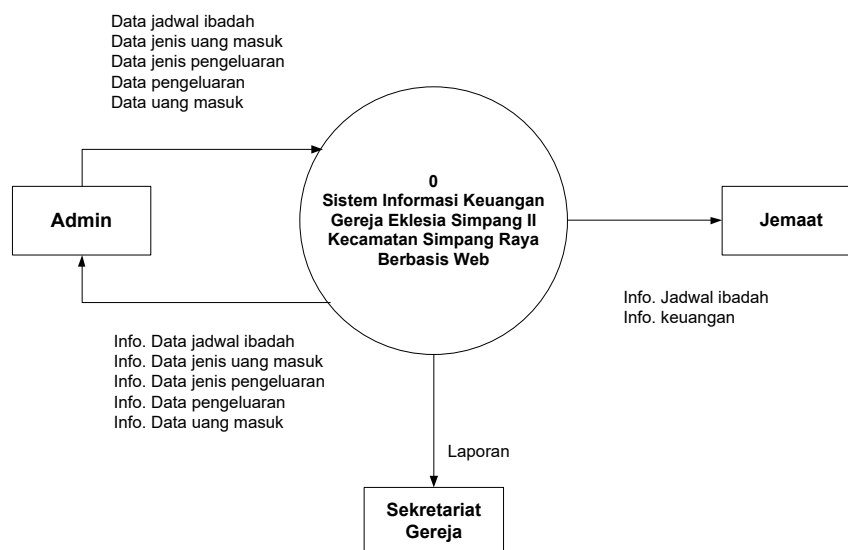 Data jadwal ibadah
Data jenis uang masuk
Data jenis pengeluaran
Data pengeluaran
Data uang masuk
0
Sistem Informasi Keuangan
Gereja Eklesia Simpang II
Kecamatan Simpang Raya
Berbasis Web
Admin
Jemaat
Info. Jadwal ibadah
Info. keuangan
Info. Data jadwal ibadah
Info. Data jenis uang masuk
Info. Data jenis pengeluaran
Info. Data pengeluaran
Info. Data uang masuk
Laporan
Sekretariat
Gereja